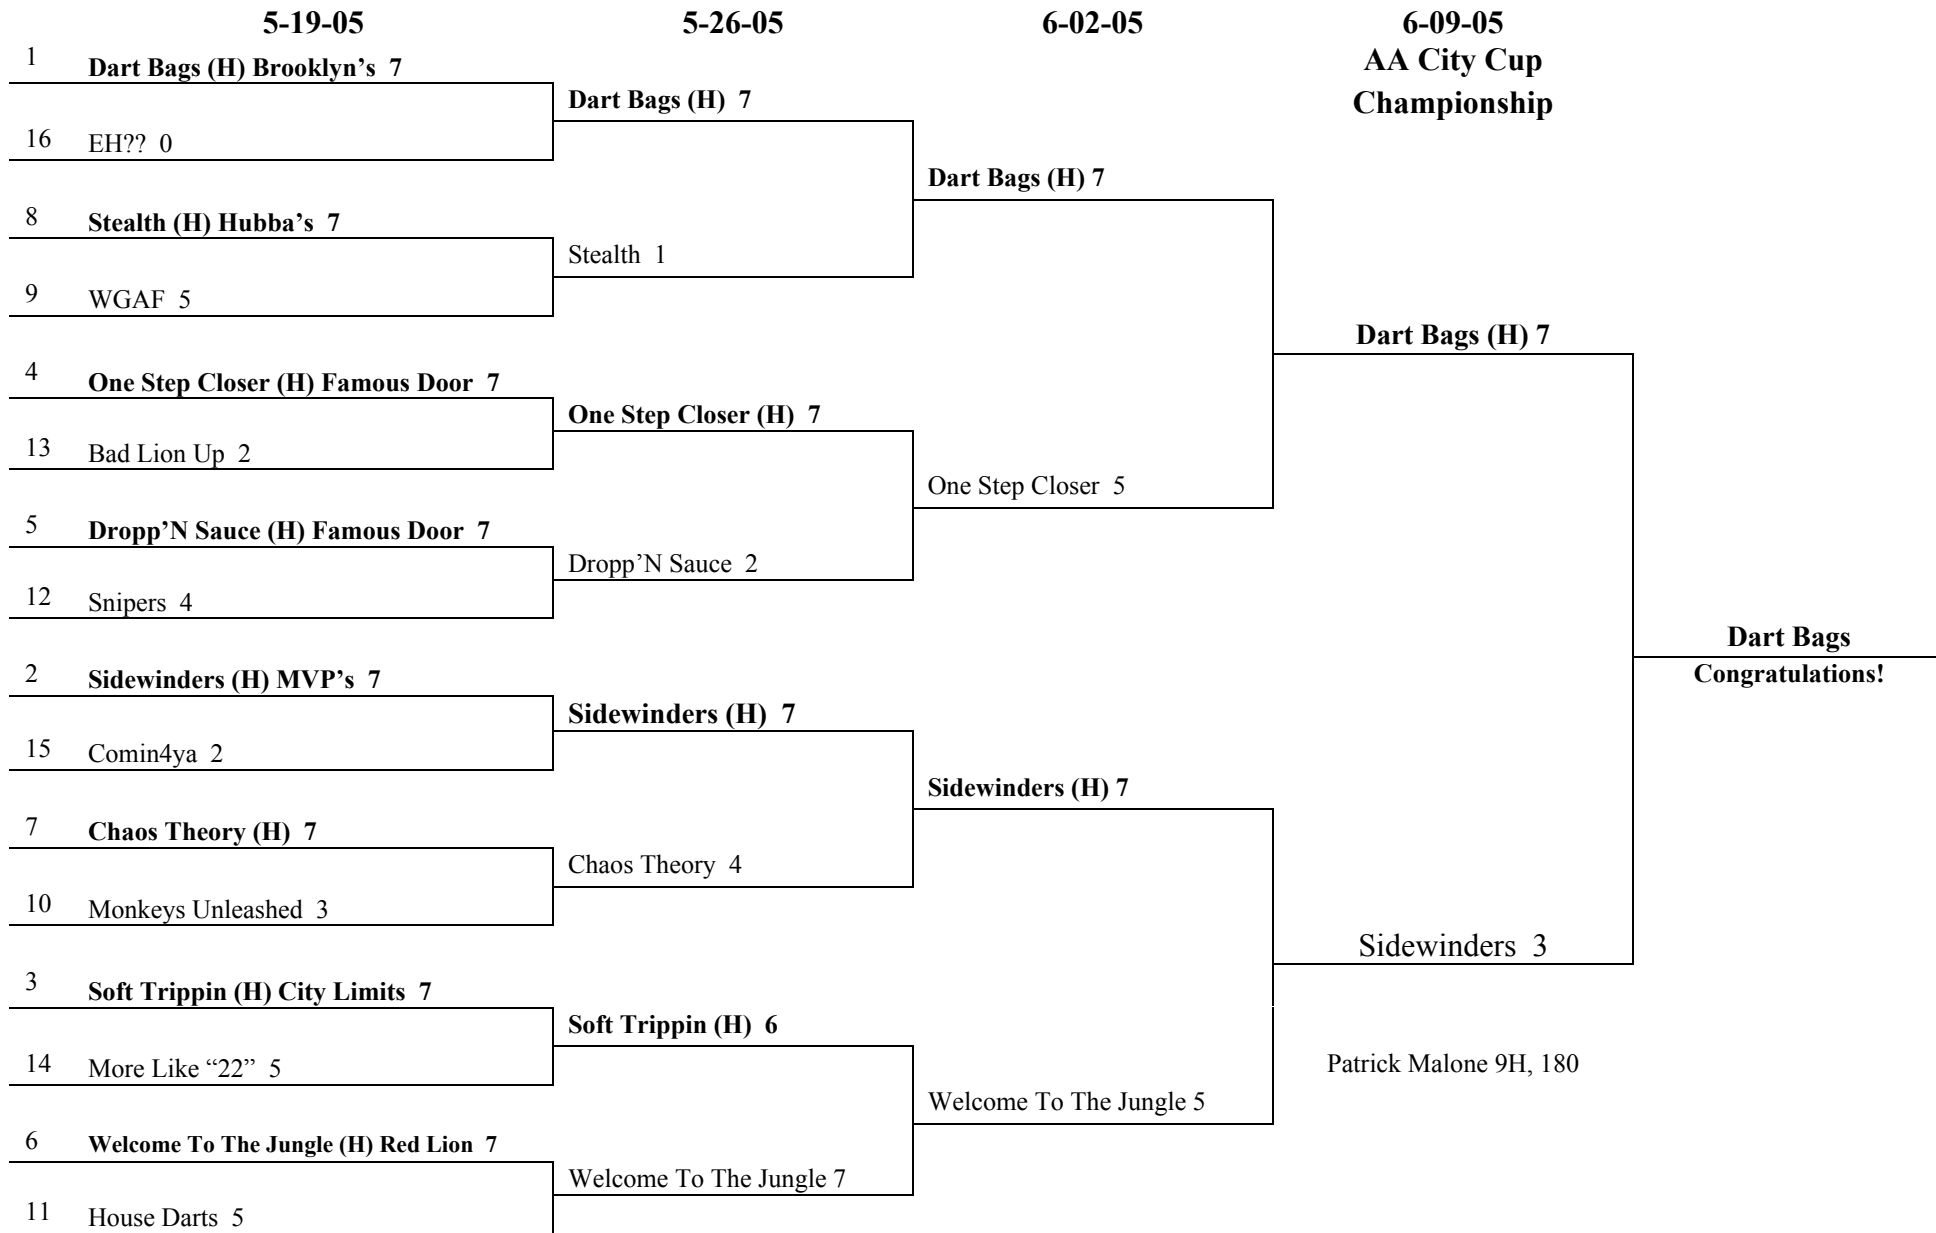 5-19-05
5-26-05
6-02-05
6-09-05
AA City Cup
Championship
1 Dart Bags (H) Brooklyn’s 7
16 EH?? 0
8 Stealth (H) Hubba’s 7
9 WGAF 5
4 One Step Closer (H) Famous Door 7
13 Bad Lion Up 2
5 Dropp’N Sauce (H) Famous Door 7
12 Snipers 4
2 Sidewinders (H) MVP’s 7
15 Comin4ya 2
7 Chaos Theory (H) 7
10 Monkeys Unleashed 3
3 Soft Trippin (H) City Limits 7
14 More Like “22” 5
6 Welcome To The Jungle (H) Red Lion 7
11 House Darts 5
Dart Bags (H) 7
Stealth 1
One Step Closer (H) 7
Dropp’N Sauce 2
Sidewinders (H) 7
Chaos Theory 4
Soft Trippin (H) 6
Welcome To The Jungle 7
Dart Bags (H) 7
One Step Closer 5
Sidewinders (H) 7
Welcome To The Jungle 5
Dart Bags (H) 7
Sidewinders 3
Patrick Malone 9H, 180
Dart Bags
Congratulations!